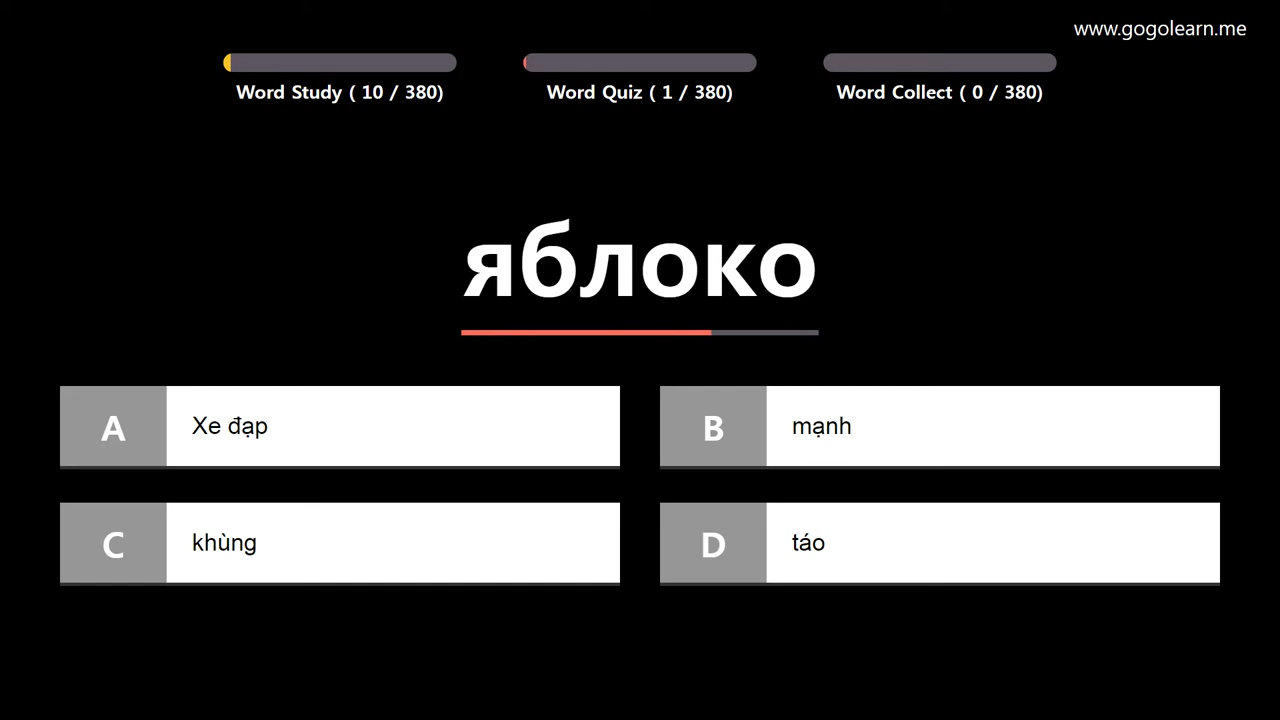 www.gogolearn.me
Word Study ( 10 / 380)
Word Quiz ( 1 / 380)
Word Collect ( 0 / 380)
яблоко
A
Xe đạp
B
mạnh
C
khùng
D
táo